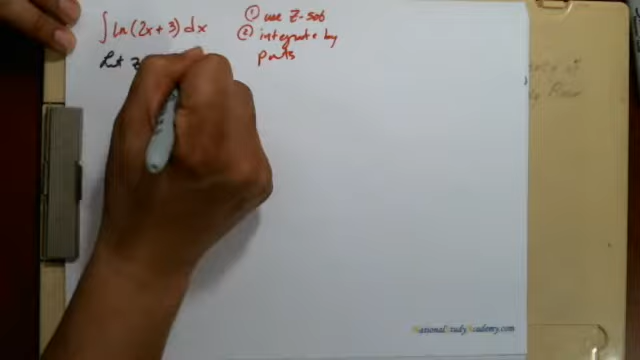 ∫ ln (2x + 3) dx
① use z-sub
② integrate by
parts
Let z
NationalStudyAcademy.com